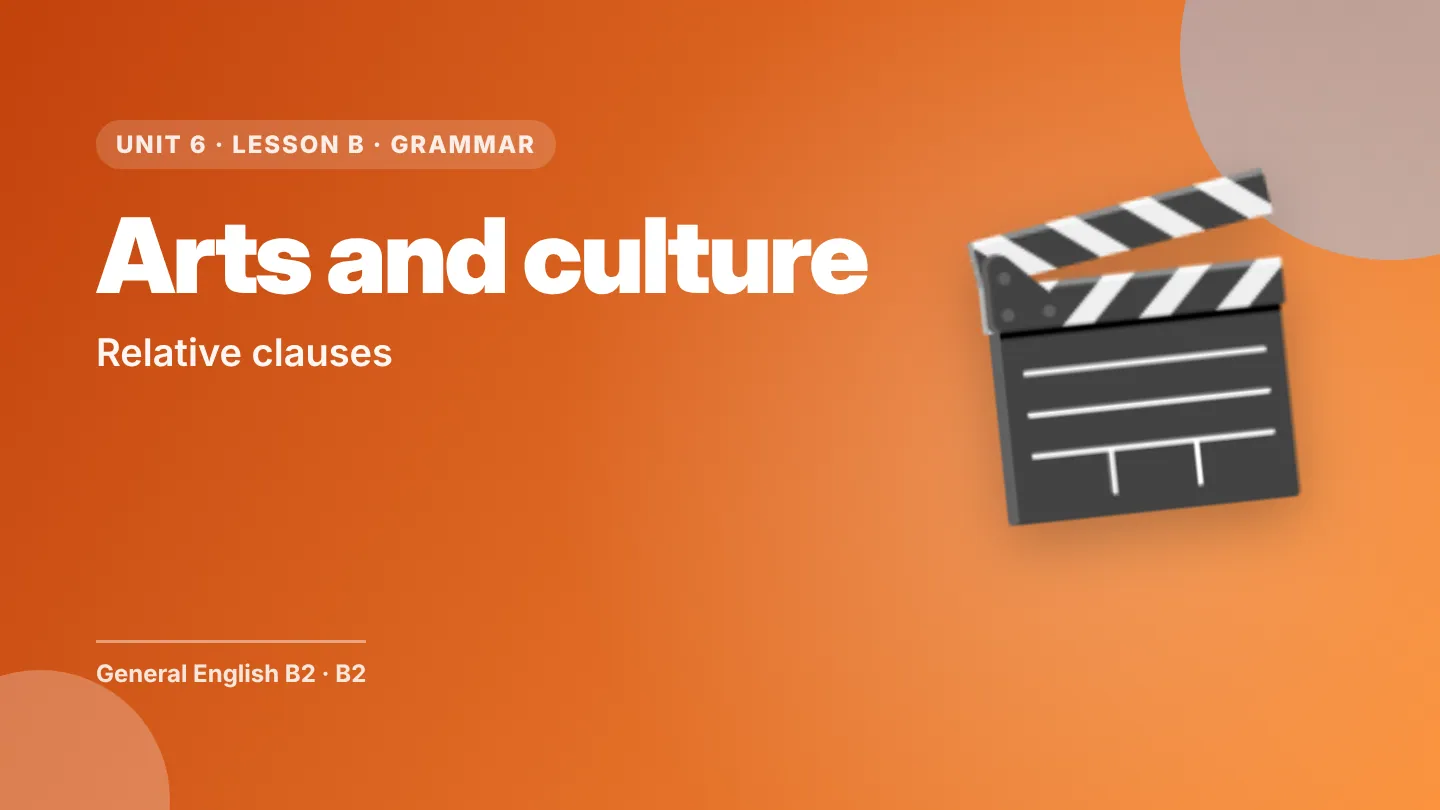 UNIT 6 · LESSON B · GRAMMAR
Arts and culture
Relative clauses
General English B2 · B2